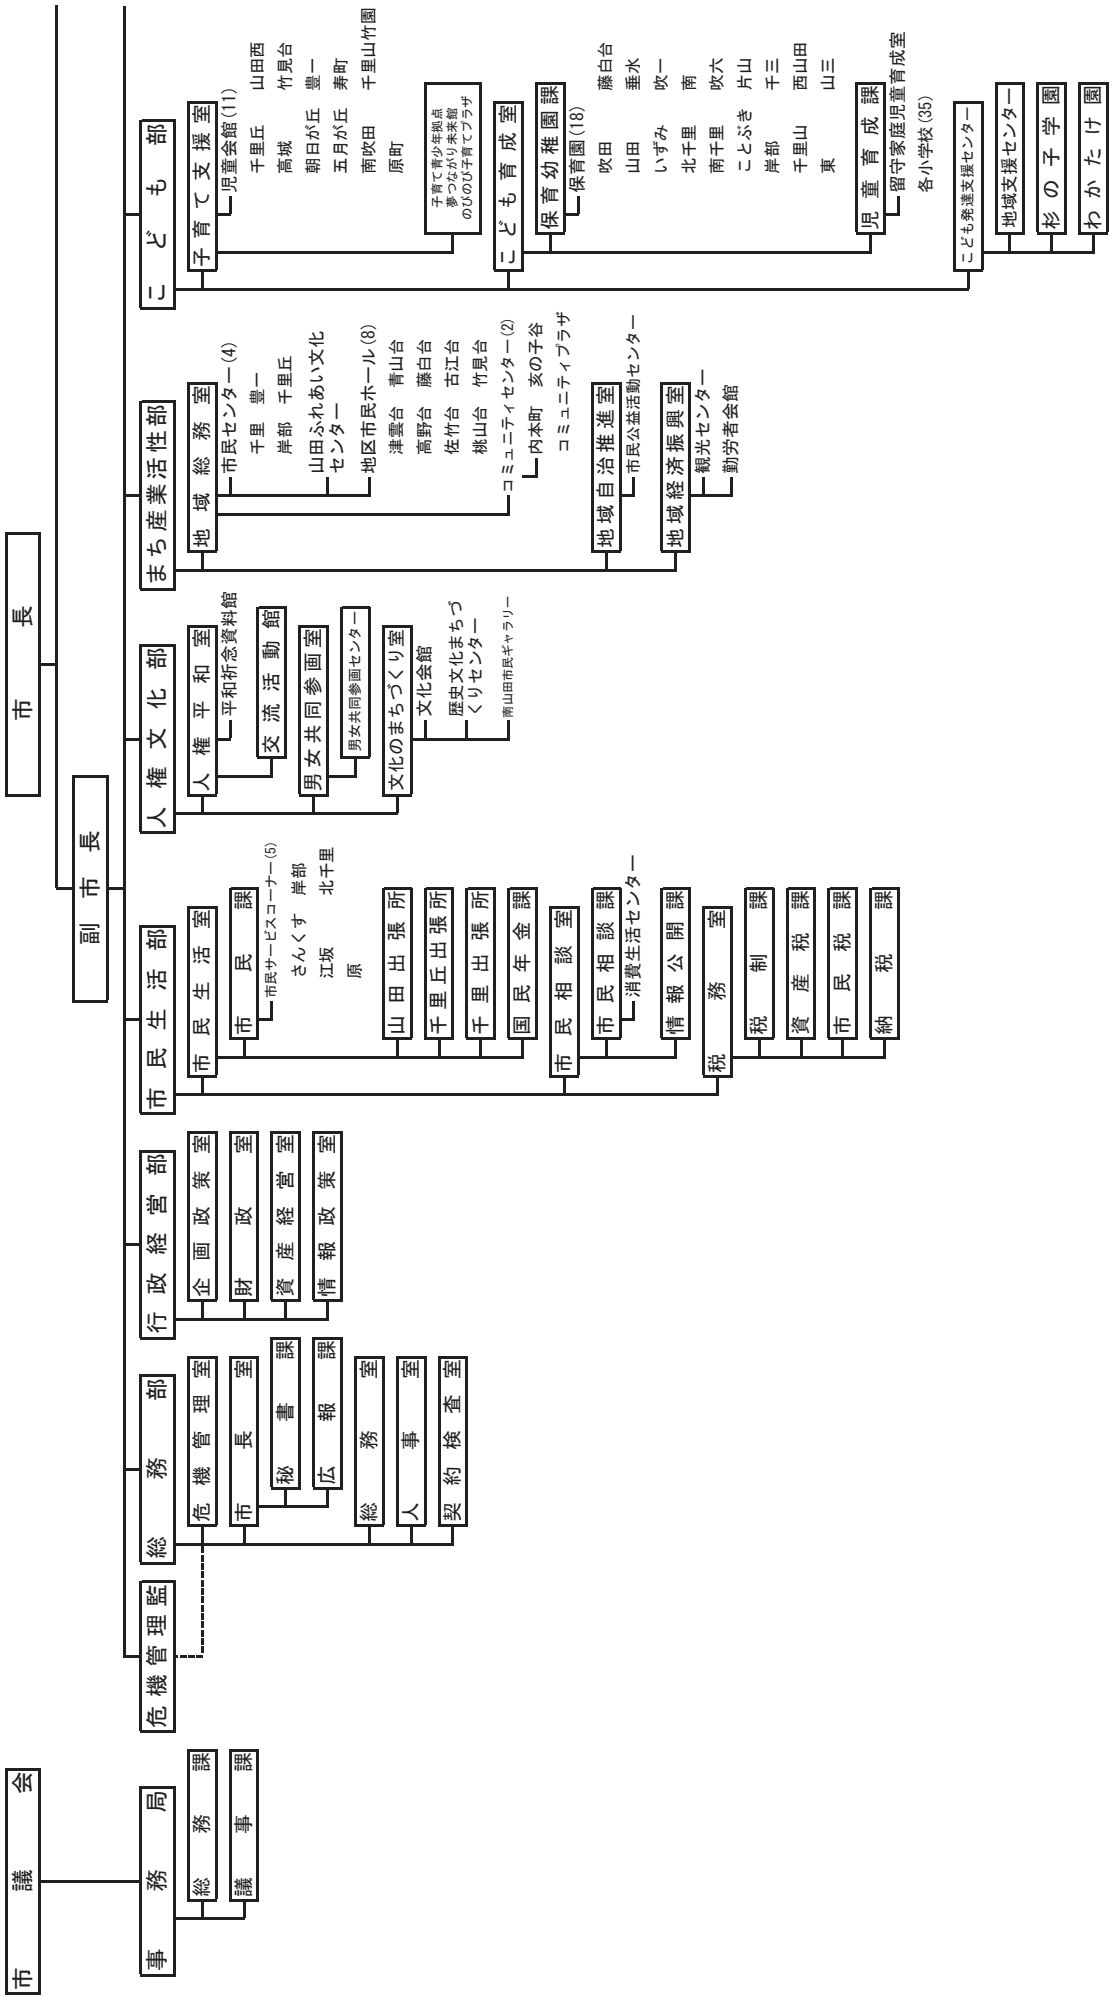 市議会
事務局
総務課
議事課
市長
副市長
危機管理監
総務部
危機管理室
市長室
秘書課
広報課
総務室
人事室
契約検査室
行政経営部
企画政策室
財政室
資産経営室
情報政策室
市民生活部
市民生活室
市民課
市民サービスコーナー(5)
さんくす 岸部
江坂 北千里
原
山田出張所
千里丘出張所
千里出張所
国民年金課
市民相談室
市民相談課
消費生活センター
情報公開課
税務室
税制課
資産税課
市民税課
納税課
人権文化部
人権平和室
平和祈念資料館
交流活動館
男女共同参画室
男女共同参画センター
文化のまちづくり室
文化会館
歴史文化まちづ
くりセンター
南山田市民ギャラリー
まち産業活性部
地域総務室
市民センター(4)
千里 豊一
岸部 千里丘
山田ふれあい文化
センター
地区市民ホール(8)
津雲台 青山台
高野台 藤白台
佐竹台 古江台
桃山台 竹見台
コミュニティセンター(2)
内本町 亥の子谷
コミュニティプラザ
地域自治推進室
市民公益活動センター
地域経済振興室
観光センター
勤労者会館
こども部
子育て支援室
児童会館(11)
千里丘 山田西
高城 竹見台
朝日が丘 豊一
五月が丘 寿町
南吹田 千里山竹園
原町
子育て青少年拠点
夢つながり未来館
のびのび子育てプラザ
こども育成室
保育幼稚園課
保育園(18)
吹田 藤白台
山田 垂水
いずみ 吹一
北千里 南
南千里 吹六
ことぶき 片山
岸部 千三
千里山 西山田
東 山三
児童育成課
留守家庭児童育成室
各小学校(35)
こども発達支援センター
地域支援センター
杉の子学園
わかたけ園